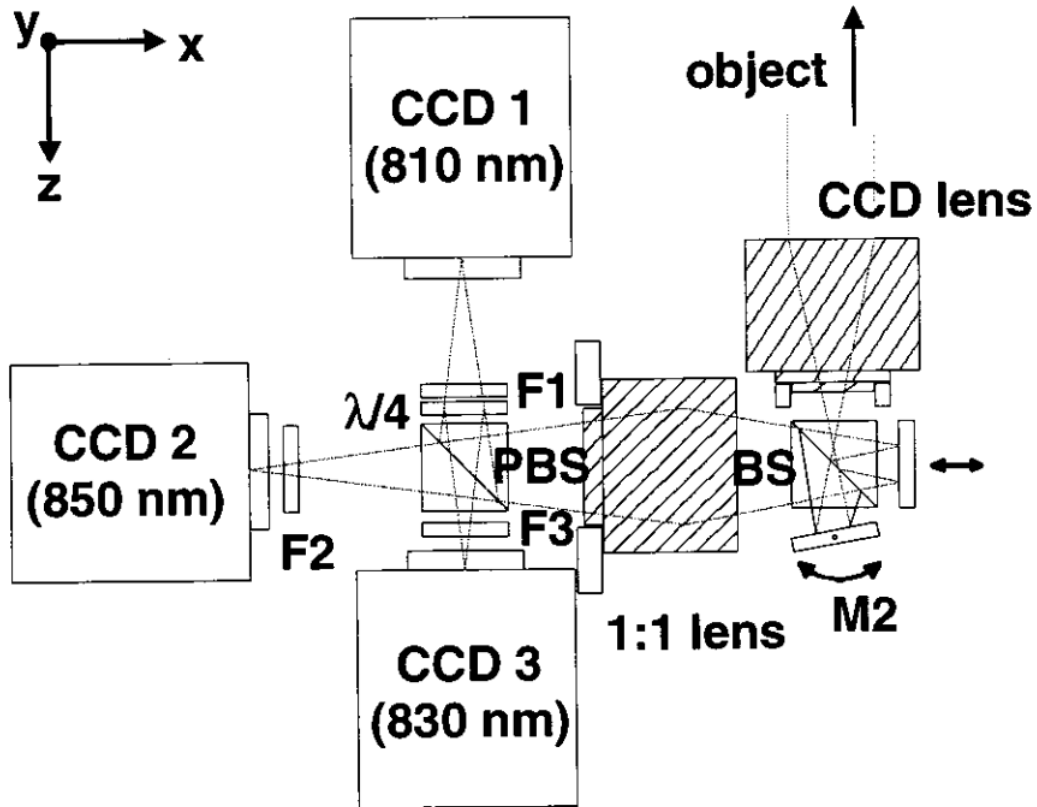 y
x
z
CCD 1
(810 nm)
object
CCD lens
λ/4
F1
CCD 2
(850 nm)
F2
PBS
BS
F3
M2
1:1 lens
CCD 3
(830 nm)